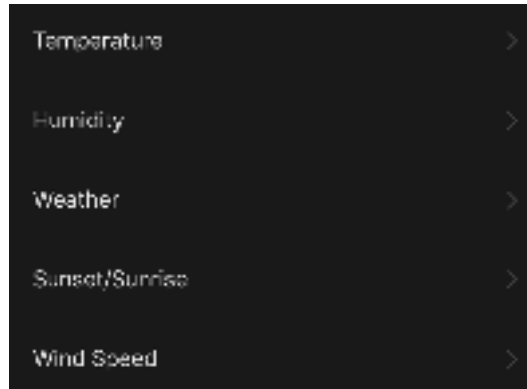 Temperature
Humidity
Weather
Sunset/Sunrise
Wind Speed